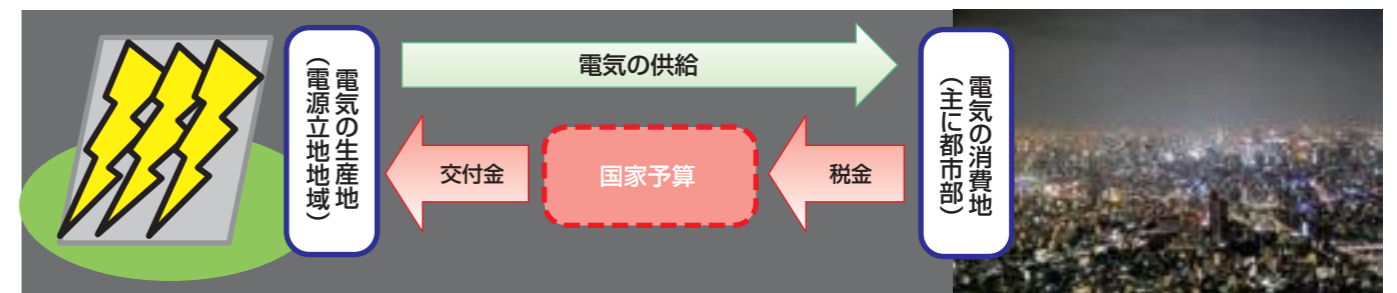 電気の生産地
（電源立地地域）
電気の供給
交付金
国家予算
税金
電気の消費地
（主に都市部）